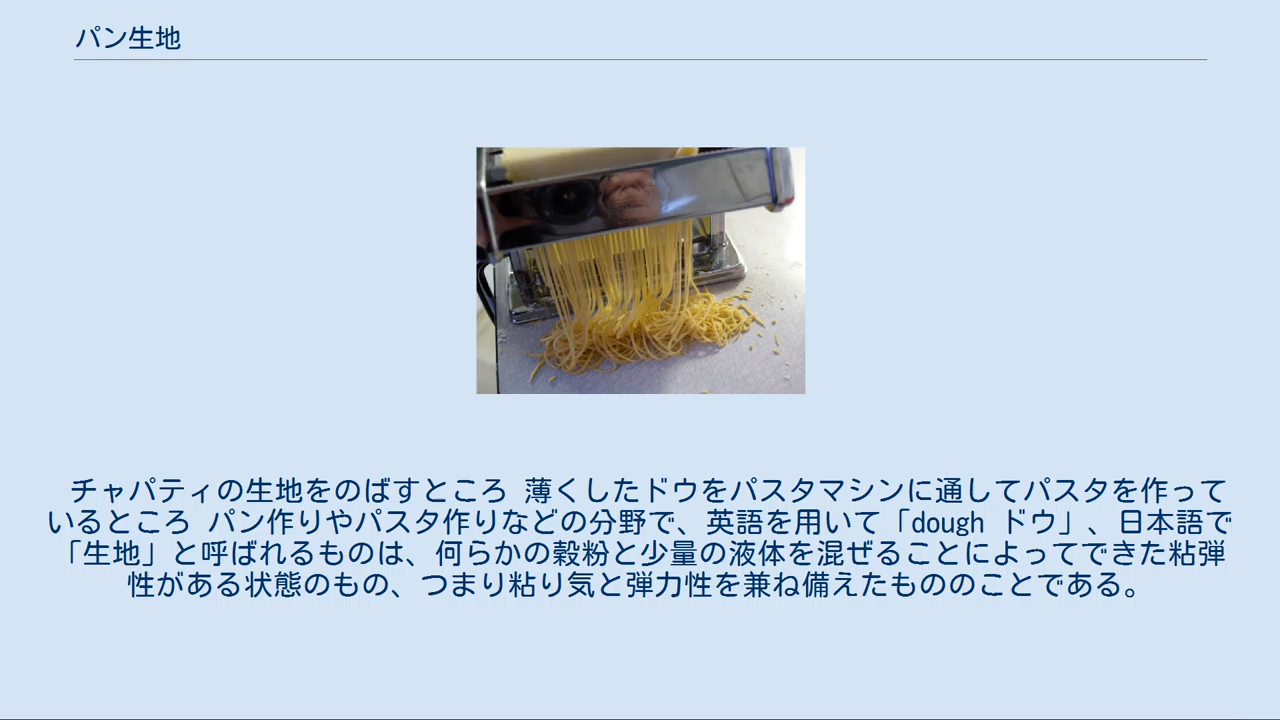 パン生地
チャパティの生地をのばすところ 薄くしたドウをパスタマシンに通してパスタを作って
いるところ パン作りやパスタ作りなどの分野で、英語を用いて「dough ドウ」、日本語で
「生地」と呼ばれるものは、何らかの穀粉と少量の液体を混ぜることによってできた粘弾
性がある状態のもの、つまり粘り気と弾力性を兼ね備えたもののことである。